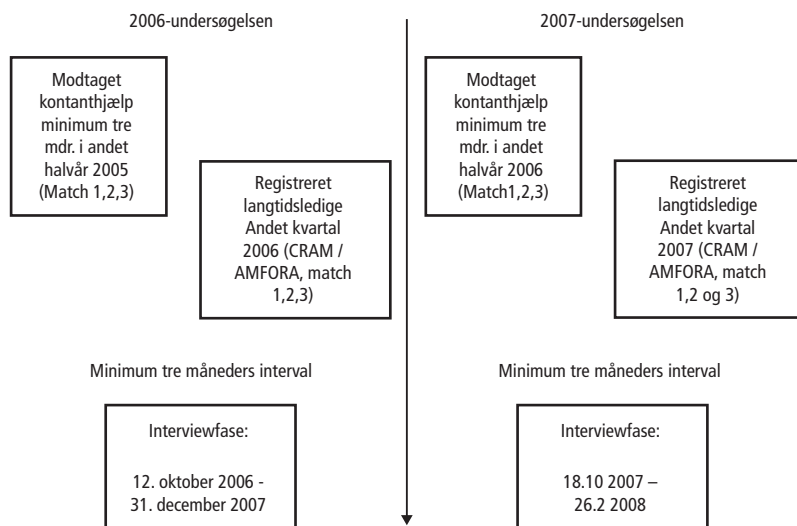 2006-undersøgelsen
Modtaget
kontanthjælp
minimum tre
mdr. i andet
halvår 2005
(Match 1,2,3)
Registreret
langtidsledige
Andet kvartal
2006 (CRAM /
AMFORA, match
1,2,3)
Minimum tre måneders interval
Interviewfase:
12. oktober 2006 -
31. december 2007
2007-undersøgelsen
Modtaget
kontanthjælp
minimum tre
mdr. i andet
halvår 2006
(Match1,2,3)
Registreret
langtidsledige
Andet kvartal
2007 (CRAM /
AMFORA, match
1,2 og 3)
Minimum tre måneders interval
Interviewfase:
18.10 2007 –
26.2 2008